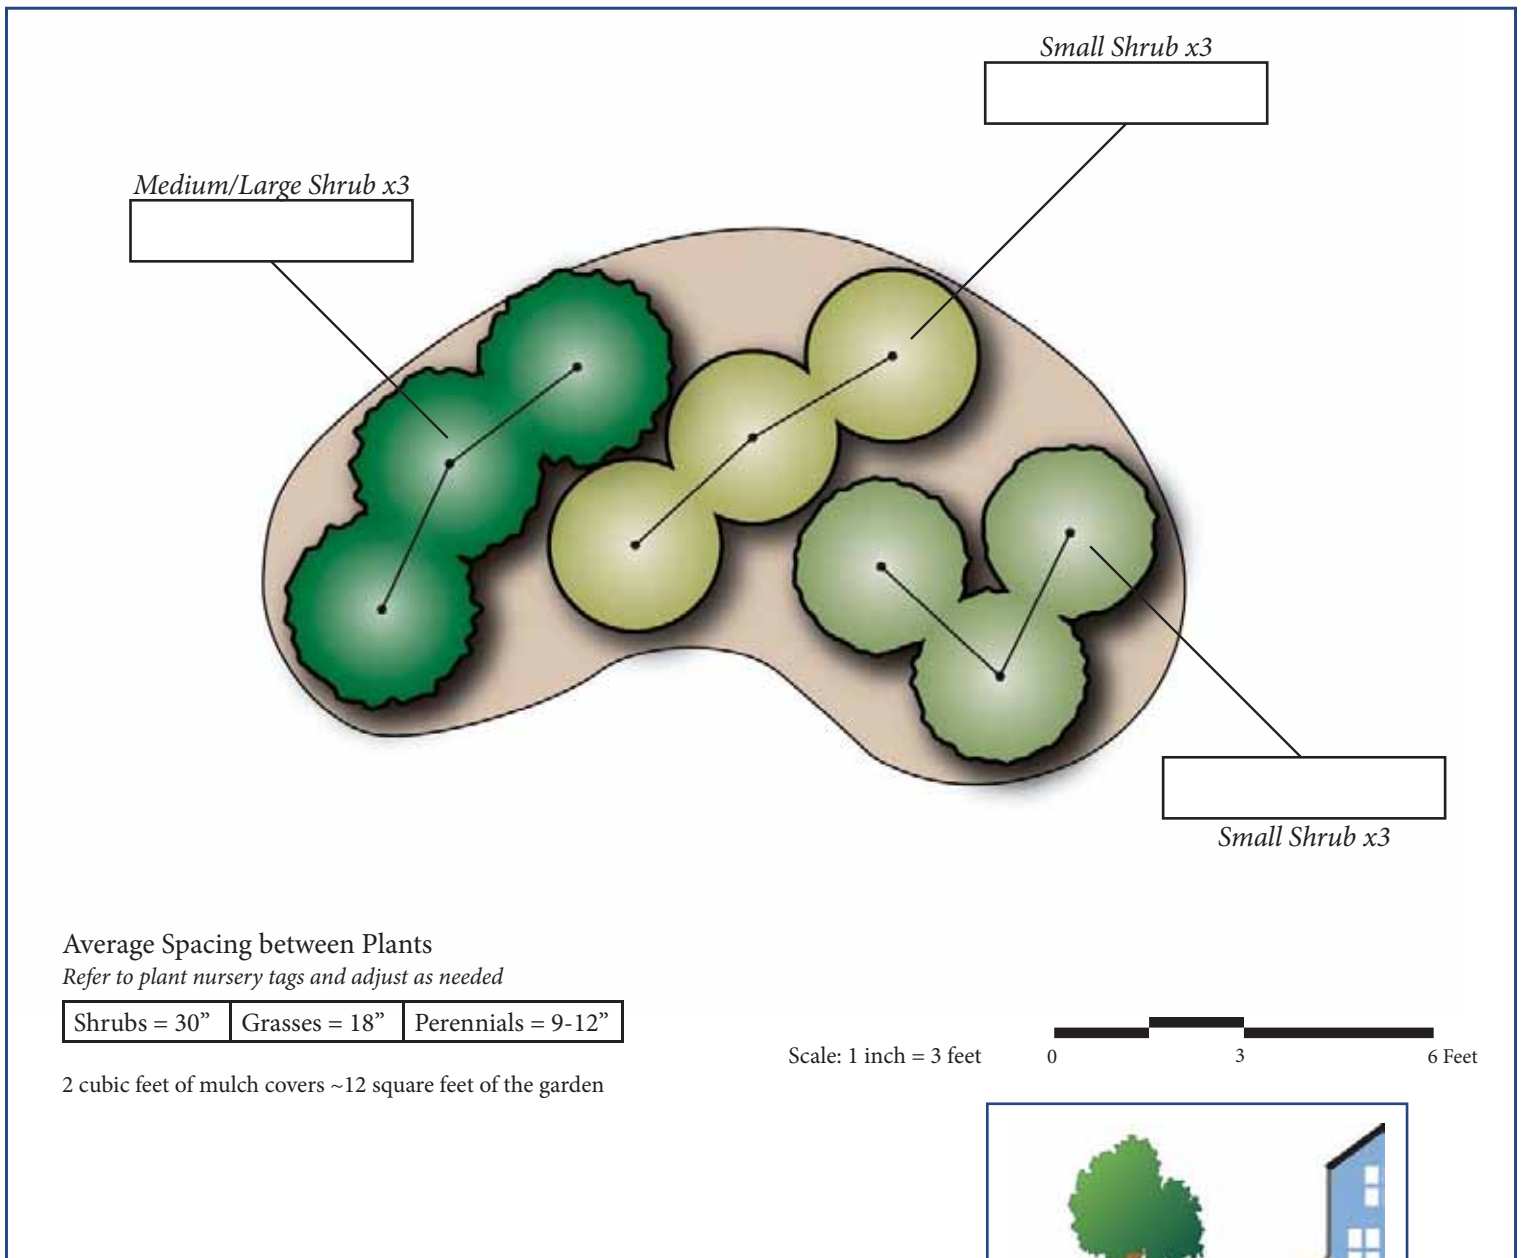 Small Shrub x3
Medium/Large Shrub x3
Small Shrub x3
Average Spacing between Plants
Refer to plant nursery tags and adjust as needed
Shrubs = 30” Grasses = 18” Perennials = 9-12”
Scale: 1 inch = 3 feet 0 3 6 Feet
2 cubic feet of mulch covers ~12 square feet of the garden